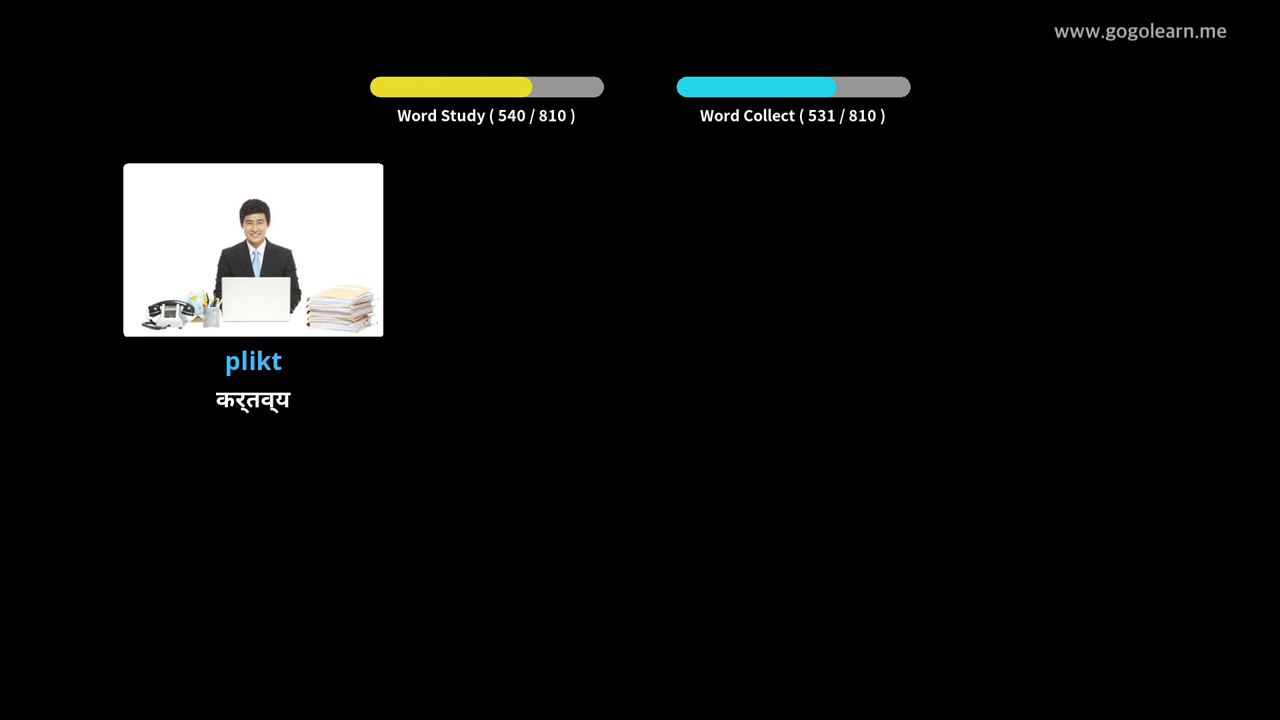 www.gogolearn.me
Word Study ( 540 / 810 )
Word Collect ( 531 / 810 )
plikt
कर्तव्य